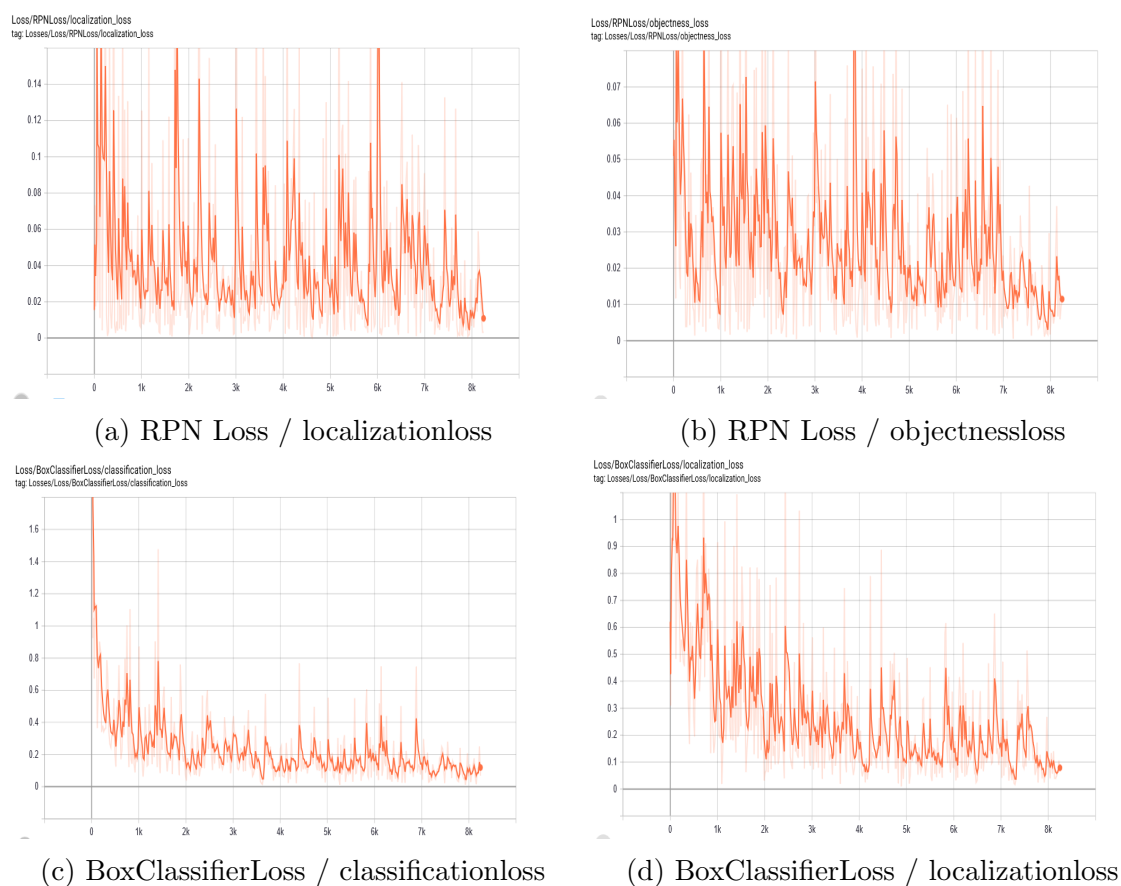 Loss/RPNLoss/localization_loss
tag: Losses/Loss/RPNLoss/localization_loss
0.14
0.12
0.1
0.08
0.06
0.04
0.02
0
0 1k 2k 3k 4k 5k 6k 7k 8k
(a) RPN Loss / localizationloss
Loss/RPNLoss/objectness_loss
tag: Losses/Loss/RPNLoss/objectness_loss
0.07
0.06
0.05
0.04
0.03
0.02
0.01
0
0 1k 2k 3k 4k 5k 6k 7k 8k
(b) RPN Loss / objectnessloss
Loss/BoxClassifierLoss/classification_loss
tag: Losses/Loss/BoxClassifierLoss/classification_loss
1.6
1.4
1.2
1
0.8
0.6
0.4
0.2
0
0 1k 2k 3k 4k 5k 6k 7k 8k
(c) BoxClassifierLoss / classificationloss
Loss/BoxClassifierLoss/localization_loss
tag: Losses/Loss/BoxClassifierLoss/localization_loss
1
0.9
0.8
0.7
0.6
0.5
0.4
0.3
0.2
0.1
0
0 1k 2k 3k 4k 5k 6k 7k 8k
(d) BoxClassifierLoss / localizationloss